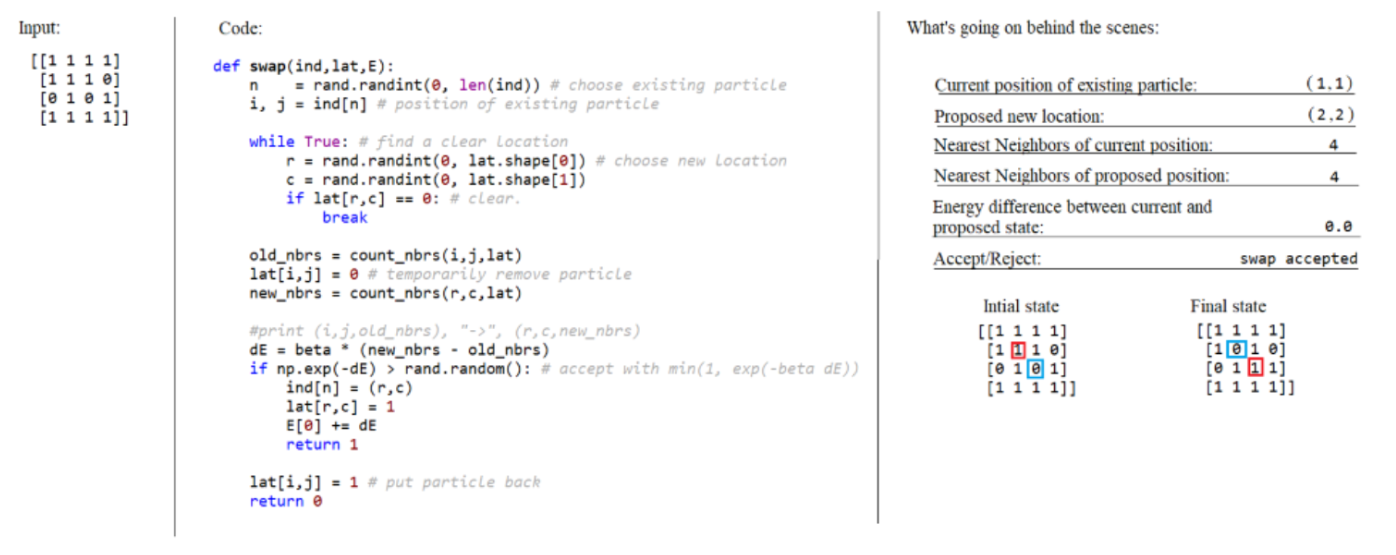 Input:
[[1 1 1 1]
[1 1 1 0]
[0 1 0 1]
[1 1 1 1]]
Code:
def swap(ind,lat,E):
n = rand.randint(0, len(ind)) # choose existing particle
i, j = ind[n] # position of existing particle
while True: # find a clear location
r = rand.randint(0, lat.shape[0]) # choose new location
c = rand.randint(0, lat.shape[1])
if lat[r,c] == 0: # clear.
break
old_nbrs = count_nbrs(i,j,lat)
lat[i,j] = 0 # temporarily remove particle
new_nbrs = count_nbrs(r,c,lat)
#print (i,j,old_nbrs), "->", (r,c,new_nbrs)
dE = beta * (new_nbrs - old_nbrs)
if np.exp(-dE) > rand.random(): # accept with min(1, exp(-beta dE))
ind[n] = (r,c)
lat[r,c] = 1
E[0] += dE
return 1
lat[i,j] = 1 # put particle back
return 0
What's going on behind the scenes:
Current position of existing particle: (1,1)
Proposed new location: (2,2)
Nearest Neighbors of current position: 4
Nearest Neighbors of proposed position: 4
Energy difference between current and
proposed state: 0.0
Accept/Reject: swap accepted
Intial state
[[1 1 1 1]
[1 1 1 0]
[0 1 0 1]
[1 1 1 1]]
Final state
[[1 1 1 1]
[1 0 1 0]
[0 1 1 1]
[1 1 1 1]]